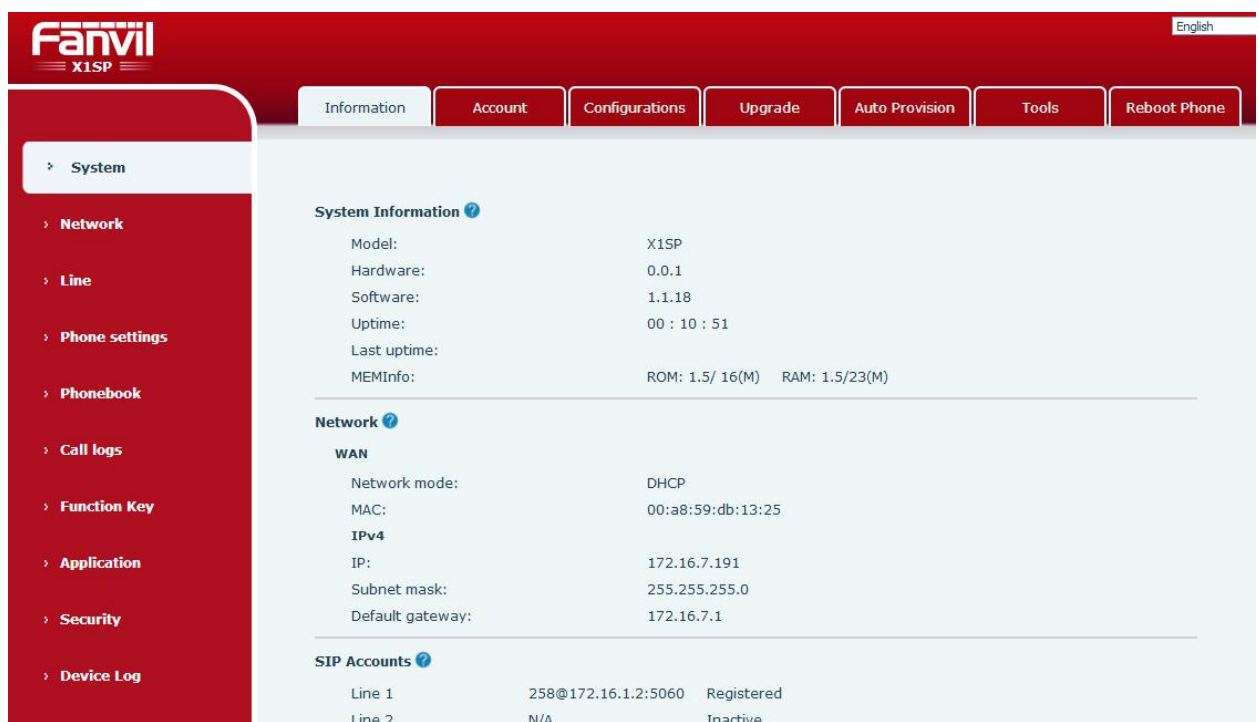 Fanvil
X1SP
English
Information Account Configurations Upgrade Auto Provision Tools Reboot Phone
› System
› Network
› Line
› Phone settings
› Phonebook
› Call logs
› Function Key
› Application
› Security
› Device Log
System Information ?
Model: X1SP
Hardware: 0.0.1
Software: 1.1.18
Uptime: 00 : 10 : 51
Last uptime:
MEMInfo: ROM: 1.5/ 16(M) RAM: 1.5/23(M)
Network ?
WAN
Network mode: DHCP
MAC: 00:a8:59:db:13:25
IPv4
IP: 172.16.7.191
Subnet mask: 255.255.255.0
Default gateway: 172.16.7.1
SIP Accounts ?
Line 1 258@172.16.1.2:5060 Registered
Line 2 N/A Inactive